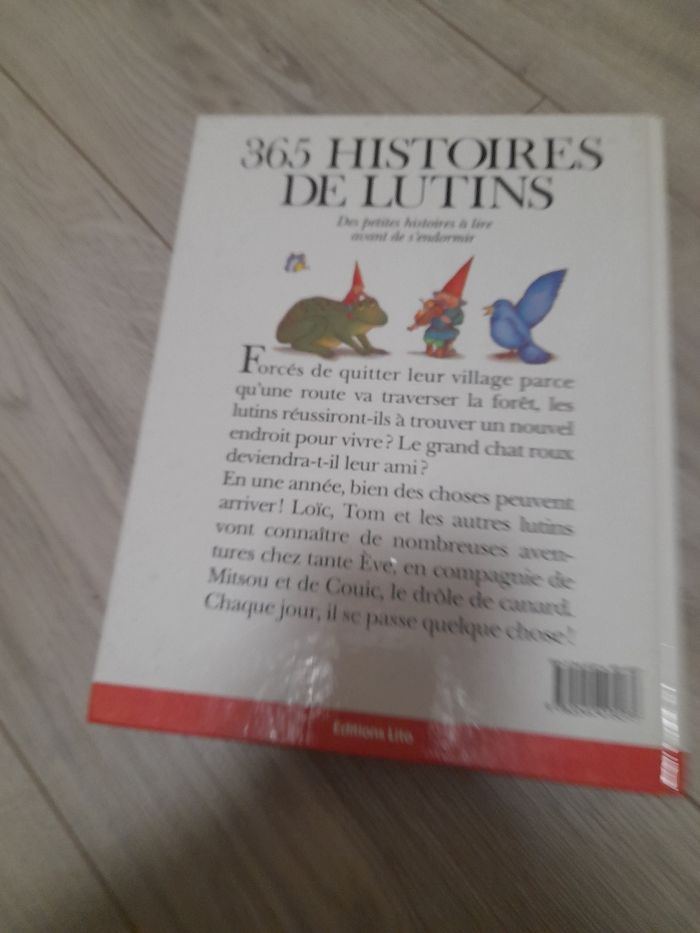 365 HISTOIRES
DE LUTINS
Des petites histoires à lire
avant de s'endormir
Forcés de quitter leur village parce
qu'une route va traverser la forêt, les
lutins réussiront-ils à trouver un nouvel
endroit pour vivre ? Le grand chat roux
deviendra-t-il leur ami ?
En une année, bien des choses peuvent
arriver ! Loïc, Tom et les autres lutins
vont connaître de nombreuses aven-
tures chez tante Ève, en compagnie de
Mitsou et de Couic, le drôle de canard.
Chaque jour, il se passe quelque chose !
Editions Lito